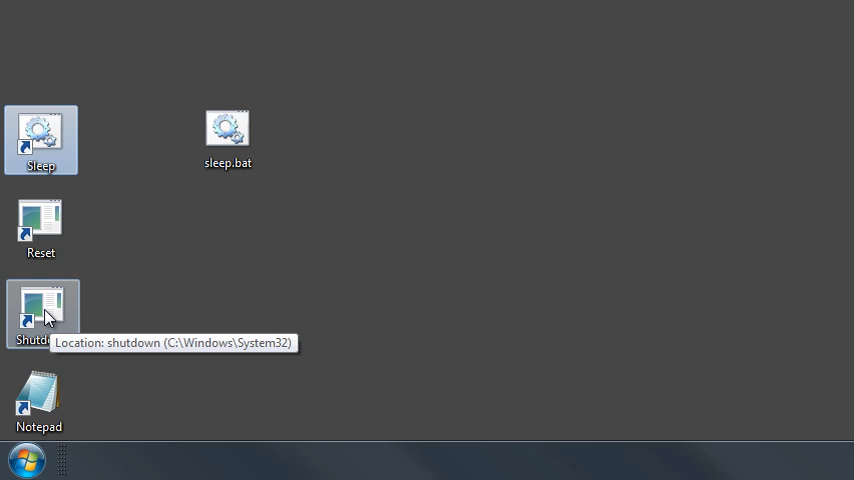 Sleep
sleep.bat
Reset
Location: shutdown (C:\Windows\System32)
Notepad